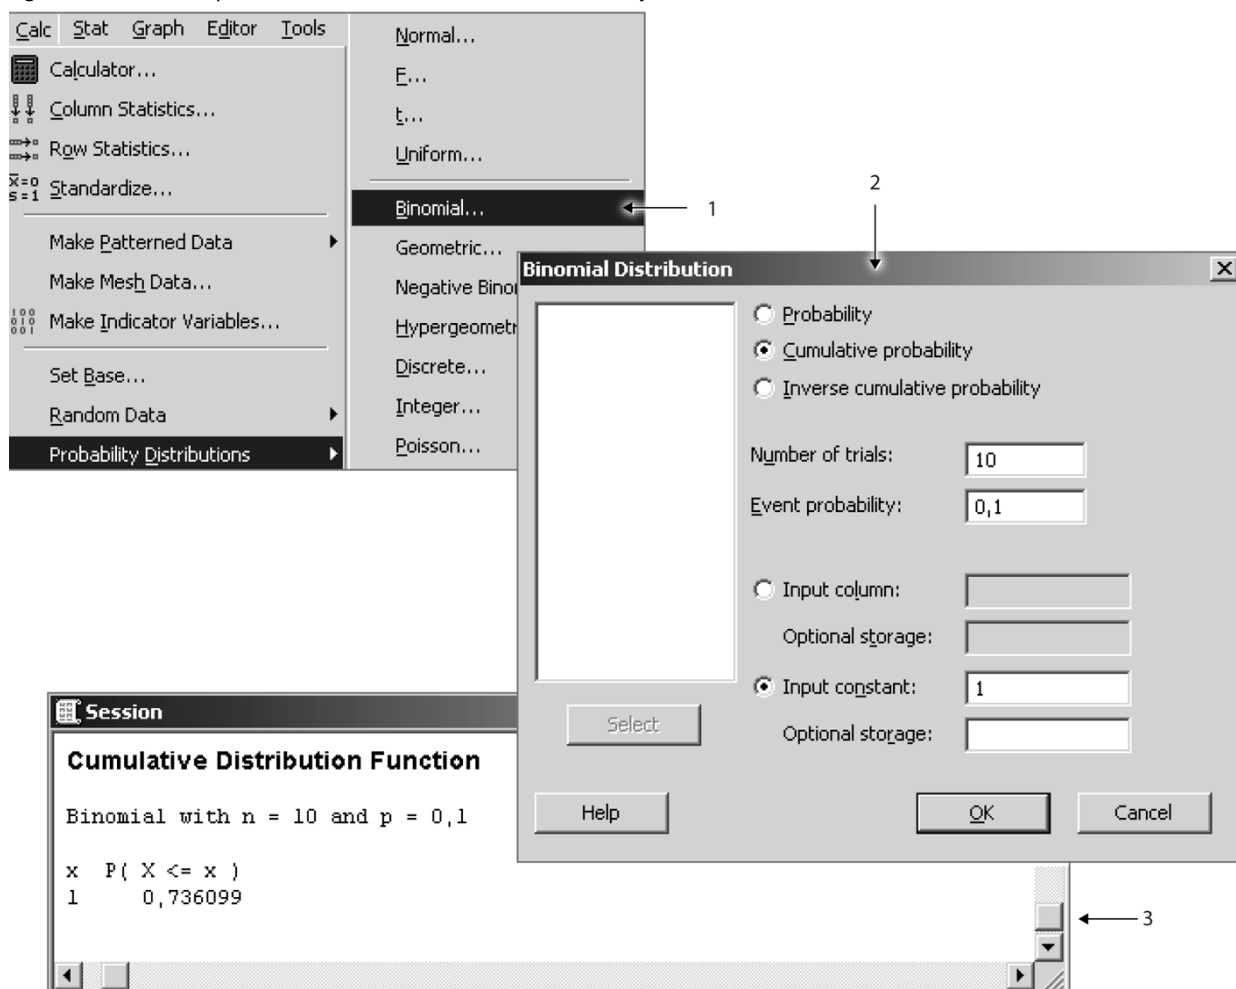 Calc Stat Graph Editor Tools
Calculator...
Column Statistics...
Row Statistics...
x̄=0
s=1 Standardize...
Make Patterned Data
Make Mesh Data...
Make Indicator Variables...
Set Base...
Random Data
Probability Distributions
Normal...
F...
t...
Uniform...
Binomial...
Geometric...
Negative Binor
Hypergeometr
Discrete...
Integer...
Poisson...
1
2
Binomial Distribution
Probability
Cumulative probability
Inverse cumulative probability
Number of trials: 10
Event probability: 0,1
Input column:
Optional storage:
Input constant: 1
Optional storage:
Select
Help
OK
Cancel
Session
Cumulative Distribution Function
Binomial with n = 10 and p = 0,1
x P( X <= x )
1 0,736099
3